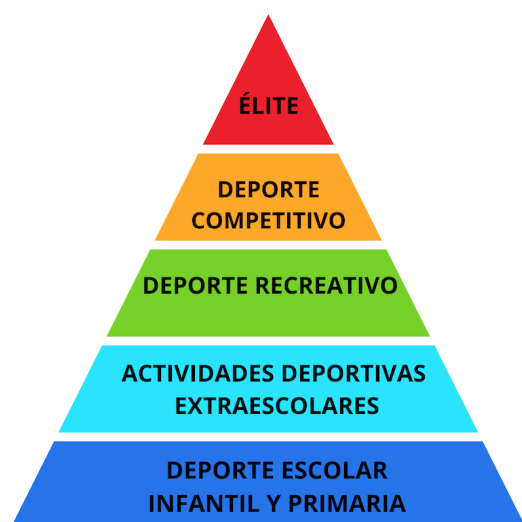 ÉLITE
DEPORTE
COMPETITIVO
DEPORTE RECREATIVO
ACTIVIDADES DEPORTIVAS
EXTRAESCOLARES
DEPORTE ESCOLAR
INFANTIL Y PRIMARIA